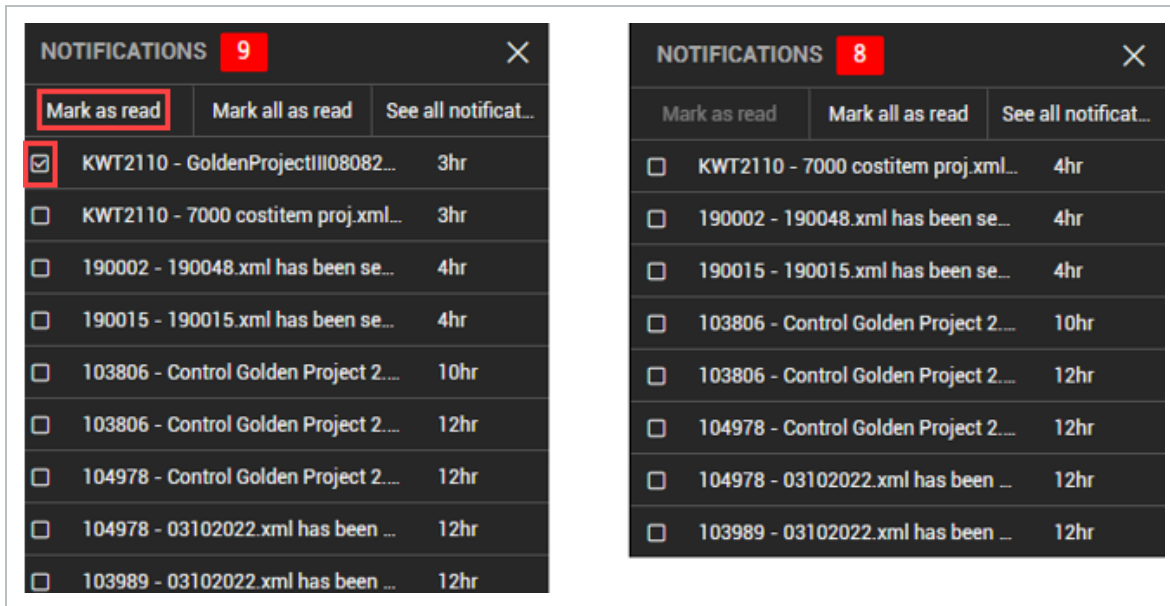 NOTIFICATIONS 9
Mark as read Mark all as read See all notificat...
KWT2110 - GoldenProjectIII08082... 3hr
KWT2110 - 7000 costitem proj.xml... 3hr
190002 - 190048.xml has been se... 4hr
190015 - 190015.xml has been se... 4hr
103806 - Control Golden Project 2.... 10hr
103806 - Control Golden Project 2.... 12hr
104978 - Control Golden Project 2.... 12hr
104978 - 03102022.xml has been ... 12hr
103989 - 03102022.xml has been ... 12hr
NOTIFICATIONS 8
Mark as read Mark all as read See all notificat...
KWT2110 - 7000 costitem proj.xml... 4hr
190002 - 190048.xml has been se... 4hr
190015 - 190015.xml has been se... 4hr
103806 - Control Golden Project 2.... 10hr
103806 - Control Golden Project 2.... 12hr
104978 - Control Golden Project 2.... 12hr
104978 - 03102022.xml has been ... 12hr
103989 - 03102022.xml has been ... 12hr